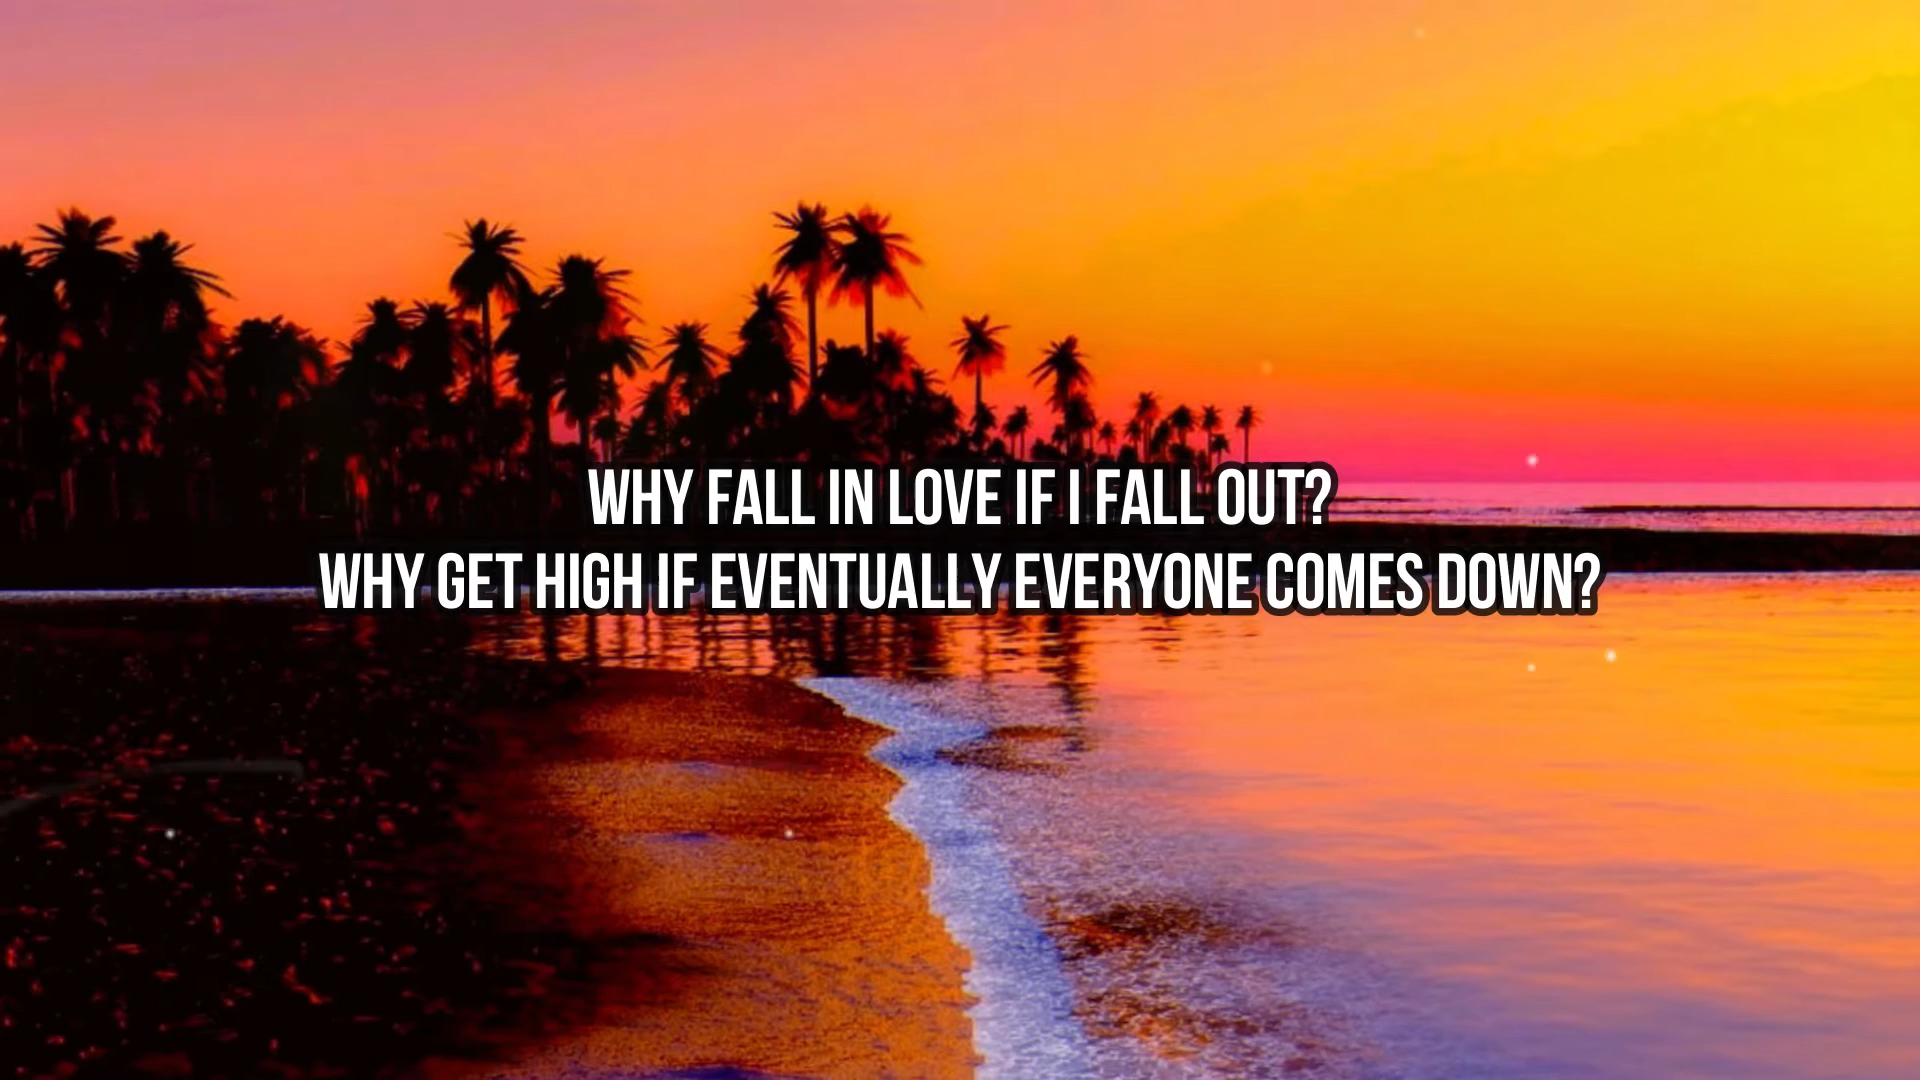 WHY FALL IN LOVE IF I FALL OUT?
WHY GET HIGH IF EVENTUALLY EVERYONE COMES DOWN?